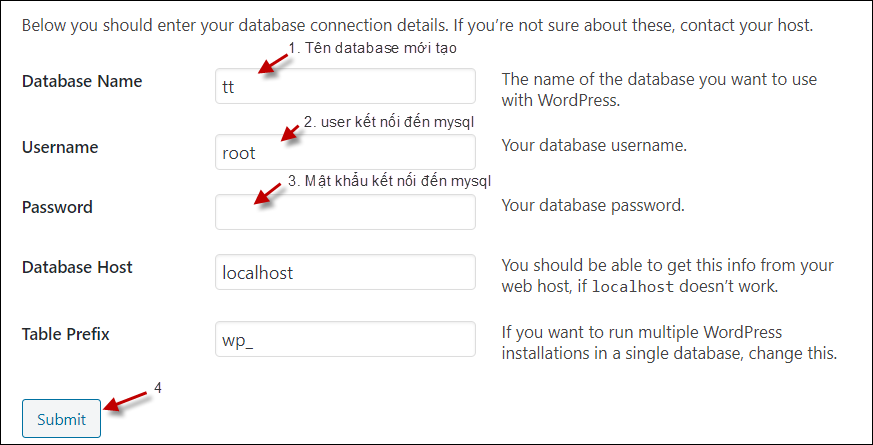 Below you should enter your database connection details. If you’re not sure about these, contact your host.
1. Tên database mới tạo
Database Name
tt
The name of the database you want to use
with WordPress.
2. user kết nối đến mysql
Username
root
Your database username.
3. Mật khẩu kết nối đến mysql
Password
Your database password.
Database Host
localhost
You should be able to get this info from your
web host, if localhost doesn’t work.
Table Prefix
wp_
If you want to run multiple WordPress
installations in a single database, change this.
4
Submit